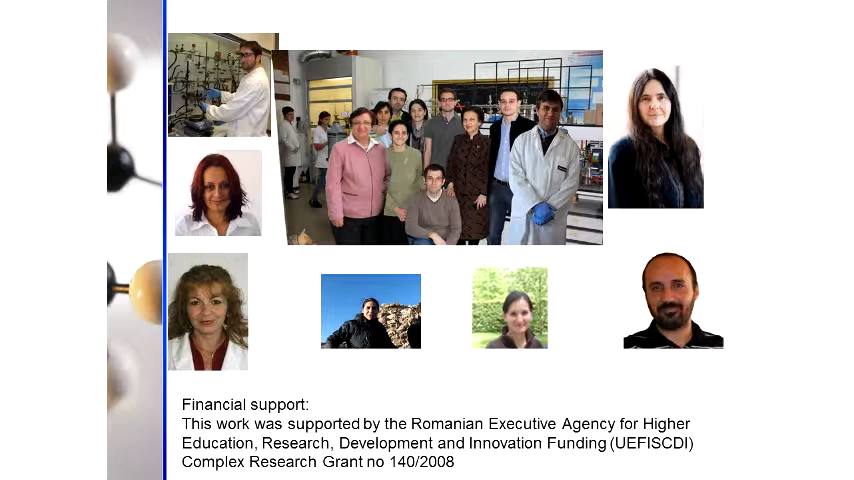 Financial support:
This work was supported by the Romanian Executive Agency for Higher
Education, Research, Development and Innovation Funding (UEFISCDI)
Complex Research Grant no 140/2008